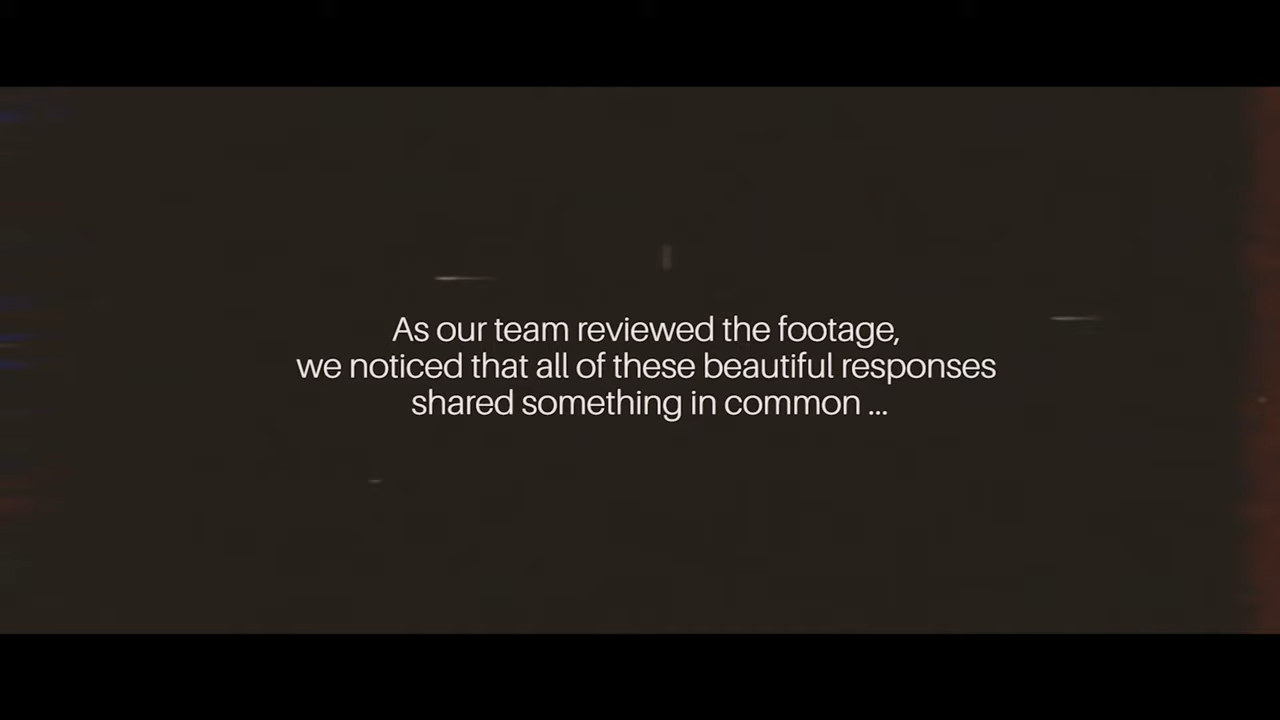 As our team reviewed the footage,
we noticed that all of these beautiful responses
shared something in common ...